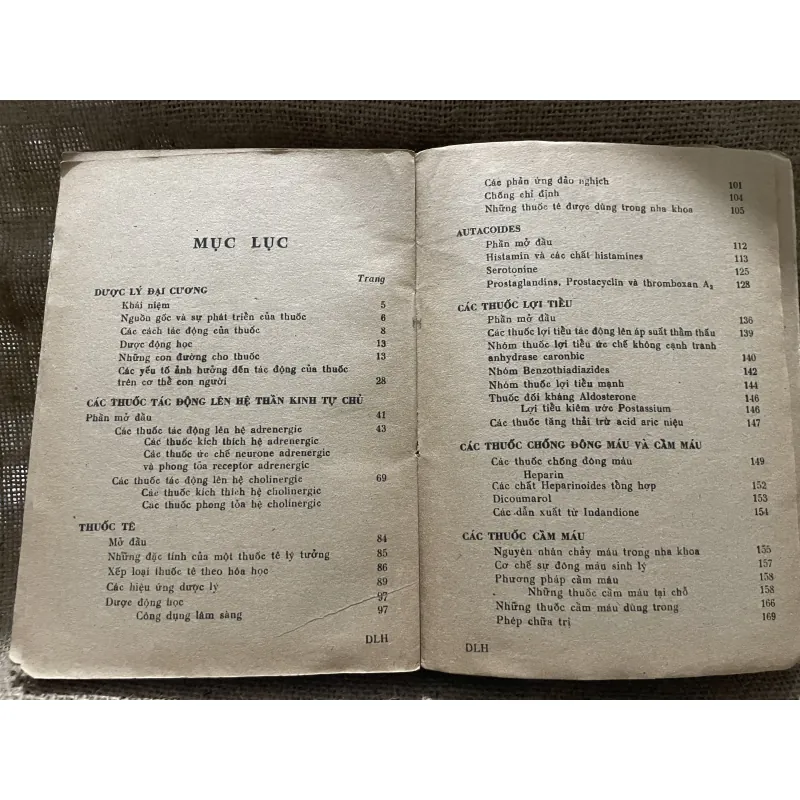 MỤC LỤC
Trang
DƯỢC LÝ ĐẠI CƯƠNG
Khái niệm 5
Nguồn gốc và sự phát triển của thuốc 6
Các cách tác động của thuốc 8
Dược động học 13
Những con đường cho thuốc 13
Các yếu tố ảnh hưởng đến tác động của thuốc
trên cơ thể con người 28
CÁC THUỐC TÁC ĐỘNG LÊN HỆ THẦN KINH TỰ CHỦ
Phần mở đầu 41
Các thuốc tác động lên hệ adrenergic 43
Các thuốc kích thích hệ adrenergic
Các thuốc ức chế neurone adrenergic
và phong tỏa receptor adrenergic
Các thuốc tác động lên hệ cholinergic 69
Các thuốc kích thích hệ cholinergic
Các thuốc phong tỏa hệ cholinergic
THUỐC TÊ
Mở đầu 84
Những đặc tính của một thuốc tê lý tưởng 85
Xếp loại thuốc tê theo hóa học 86
Các hiệu ứng dược lý 89
Dược động học 97
Công dụng lâm sàng 97
DLH
Các phản ứng đảo nghịch 101
Chống chỉ định 104
Những thuốc tê được dùng trong nha khoa 105
AUTACOIDES
Phần mở đầu 112
Histamin và các chất histamines 113
Serotonine 125
Prostaglandins, Prostacyclin và thromboxan A₂ 128
CÁC THUỐC LỢI TIỂU
Phần mở đầu 136
Các thuốc lợi tiểu tác động lên áp suất thẩm thấu 139
Nhóm thuốc lợi tiểu ức chế không cạnh tranh
anhydrase caronbic 140
Nhóm Benzothiadiazides 142
Nhóm thuốc lợi tiểu mạnh 144
Thuốc đối kháng Aldosterone 146
Lợi tiểu kiêm ước Postassium 146
Các thuốc tăng thải trừ acid aric niệu 147
CÁC THUỐC CHỐNG ĐÔNG MÁU VÀ CẦM MÁU
Các thuốc chống đông máu 149
Heparin
Các chất Heparinoides tổng hợp 152
Dicoumarol 153
Các dẫn xuất từ Indandione 154
CÁC THUỐC CẦM MÁU
Nguyên nhân chảy máu trong nha khoa 155
Cơ chế sự đông máu sinh lý 157
Phương pháp cầm máu 158
Những thuốc cầm máu tại chỗ 158
Những thuốc cầm máu dùng trong 166
Phép chữa trị 169
DLH